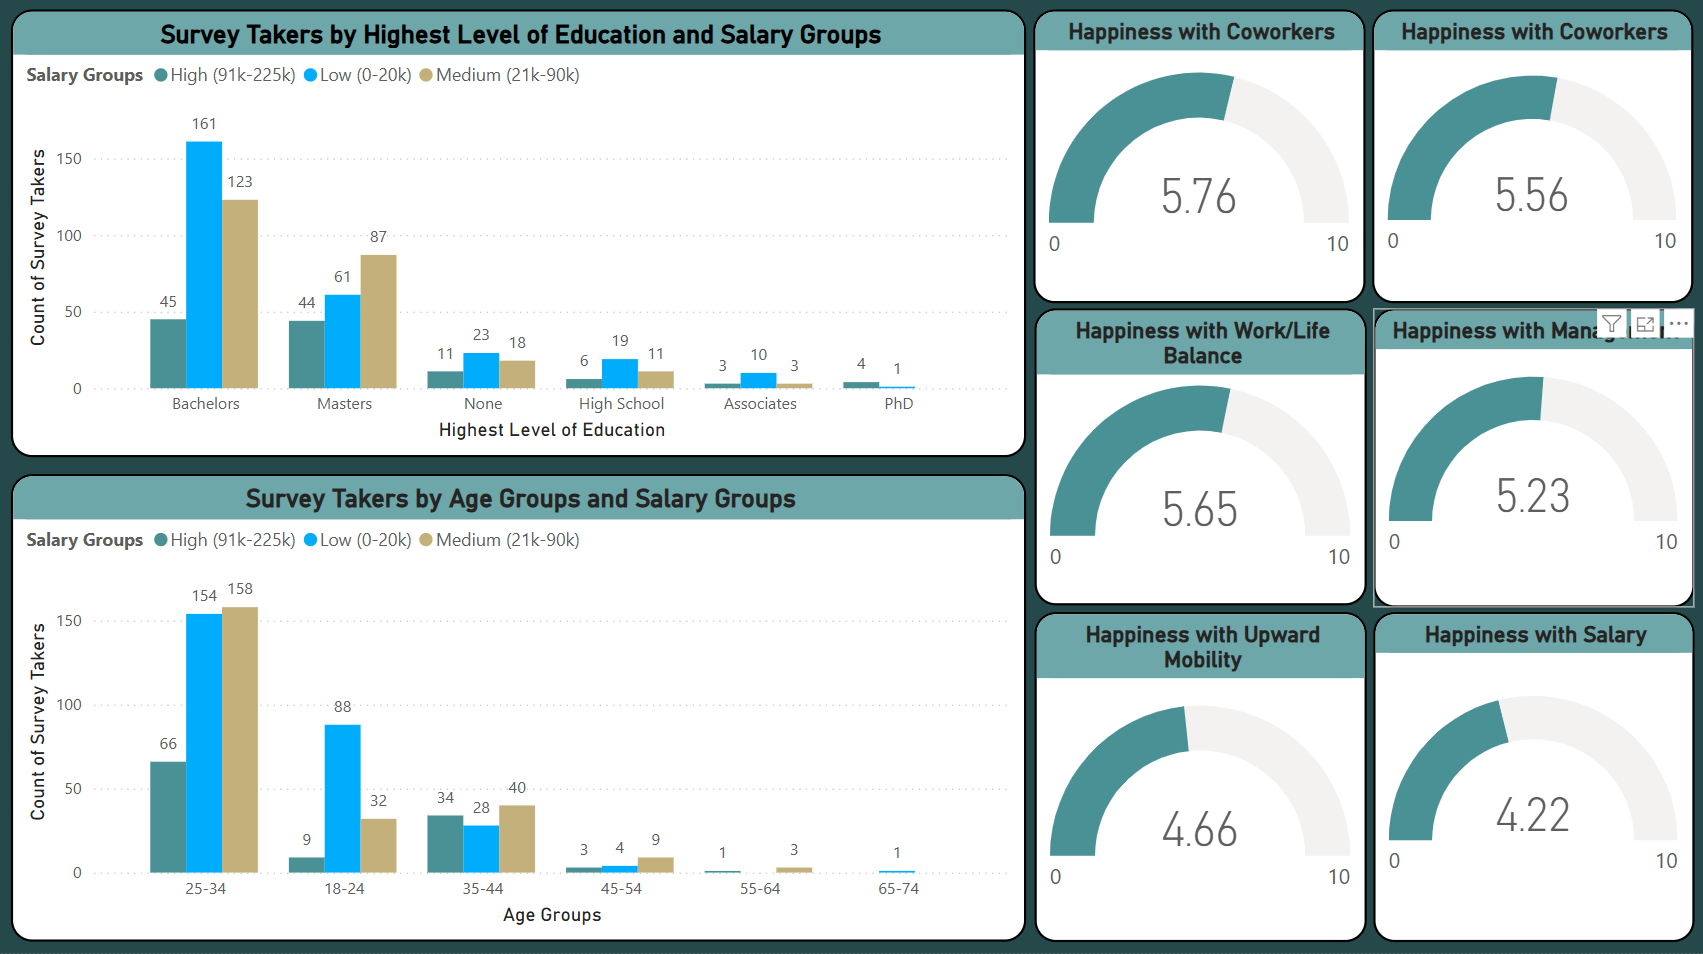 Survey Takers by Highest Level of Education and Salary Groups
Salary Groups High (91k-225k) Low (0-20k) Medium (21k-90k)
Count of Survey Takers
150
100
50
0
45 161 123
44 61 87
11 23 18
6 19 11
3 10 3
4 1
Bachelors Masters None High School Associates PhD
Highest Level of Education
Survey Takers by Age Groups and Salary Groups
Salary Groups High (91k-225k) Low (0-20k) Medium (21k-90k)
Count of Survey Takers
150
100
50
0
66 154 158
9 88 32
34 28 40
3 4 9
1 3
1
25-34 18-24 35-44 45-54 55-64 65-74
Age Groups
Happiness with Coworkers
5.76
0 10
Happiness with Coworkers
5.56
0 10
Happiness with Work/Life
Balance
5.65
0 10
Happiness with
5.23
0 10
Happiness with Upward
Mobility
4.66
0 10
Happiness with Salary
4.22
0 10